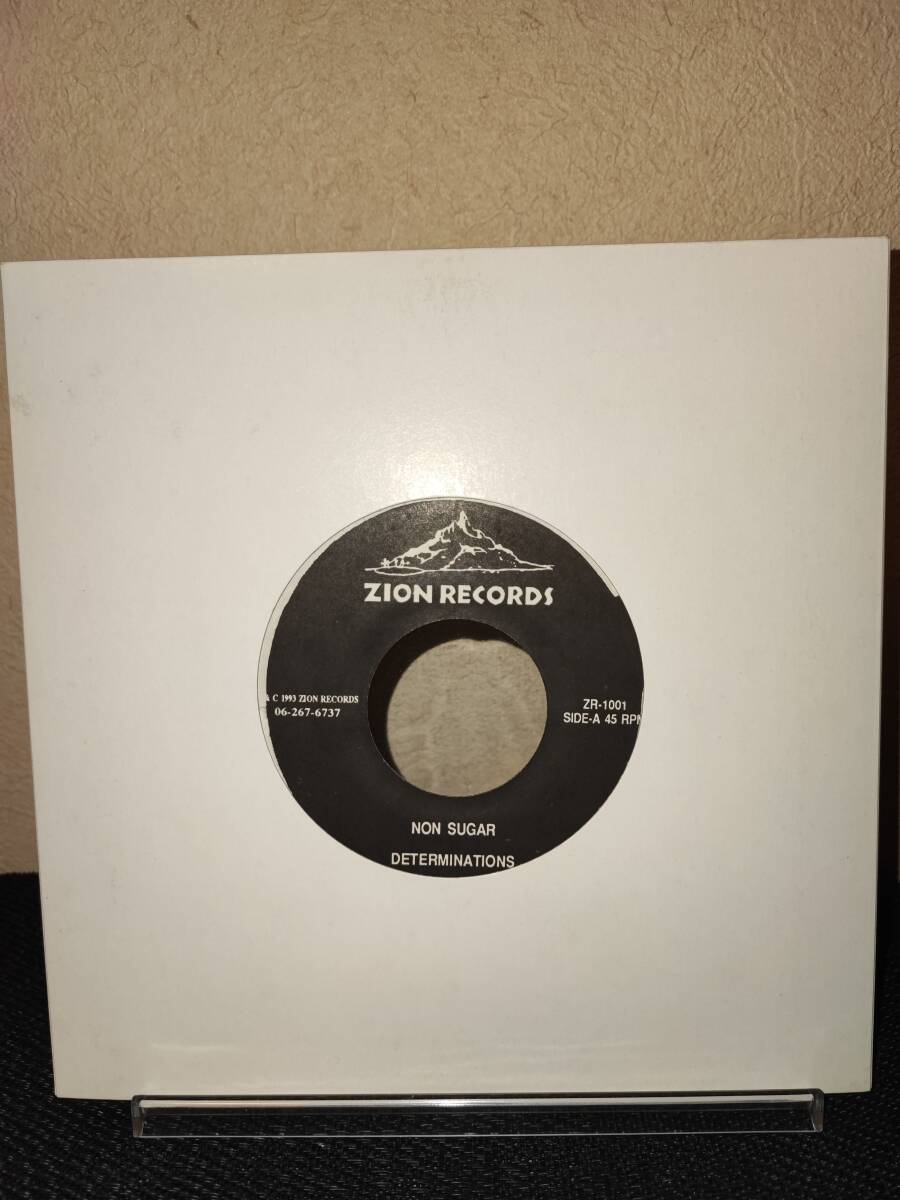 ZION RECORDS
C 1993 ZION RECORDS
06-267-6737
ZR-1001
SIDE-A 45 RPM
NON SUGAR
DETERMINATIONS